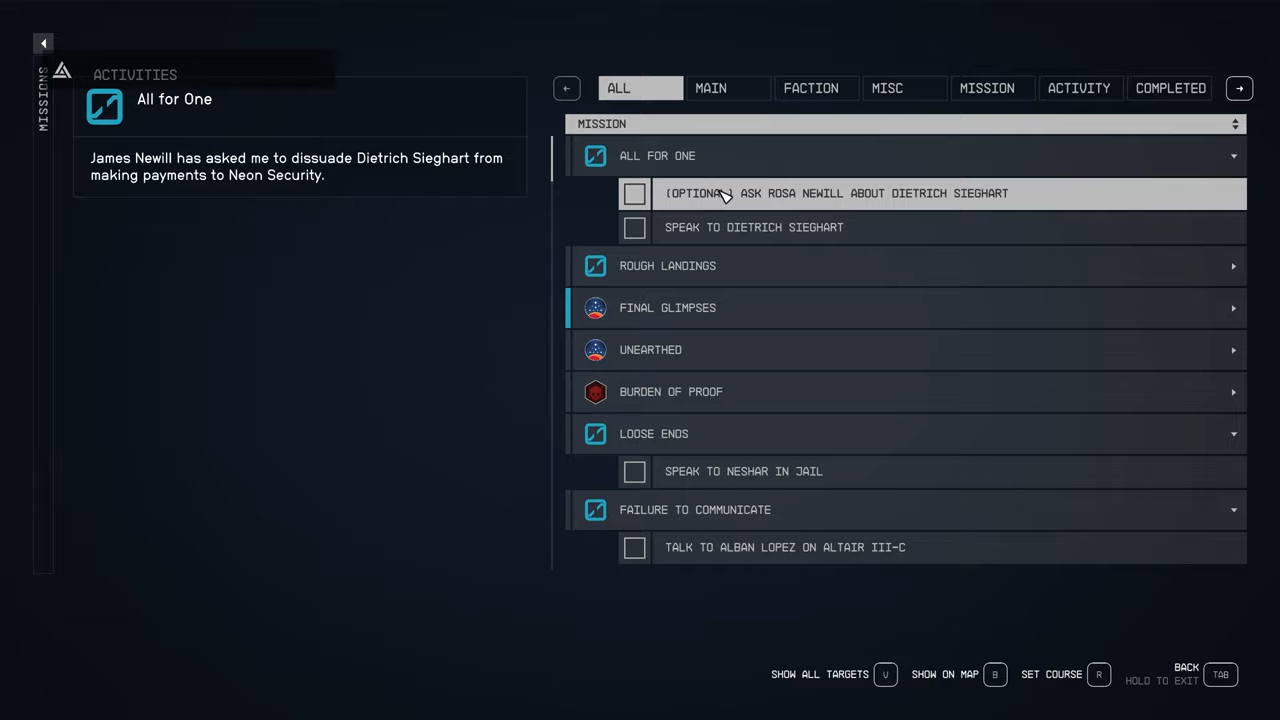 MISSIONS
ACTIVITIES
All for One
James Newill has asked me to dissuade Dietrich Sieghart from
making payments to Neon Security.
ALL
MAIN
FACTION
MISC
MISSION
ACTIVITY
COMPLETED
MISSION
ALL FOR ONE
(OPTIONAL) ASK ROSA NEWILL ABOUT DIETRICH SIEGHART
SPEAK TO DIETRICH SIEGHART
ROUGH LANDINGS
FINAL GLIMPSES
UNEARTHED
BURDEN OF PROOF
LOOSE ENDS
SPEAK TO NESHAR IN JAIL
FAILURE TO COMMUNICATE
TALK TO ALBAN LOPEZ ON ALTAIR III-C
SHOW ALL TARGETS V
SHOW ON MAP B
SET COURSE R
BACK
HOLD TO EXIT
TAB